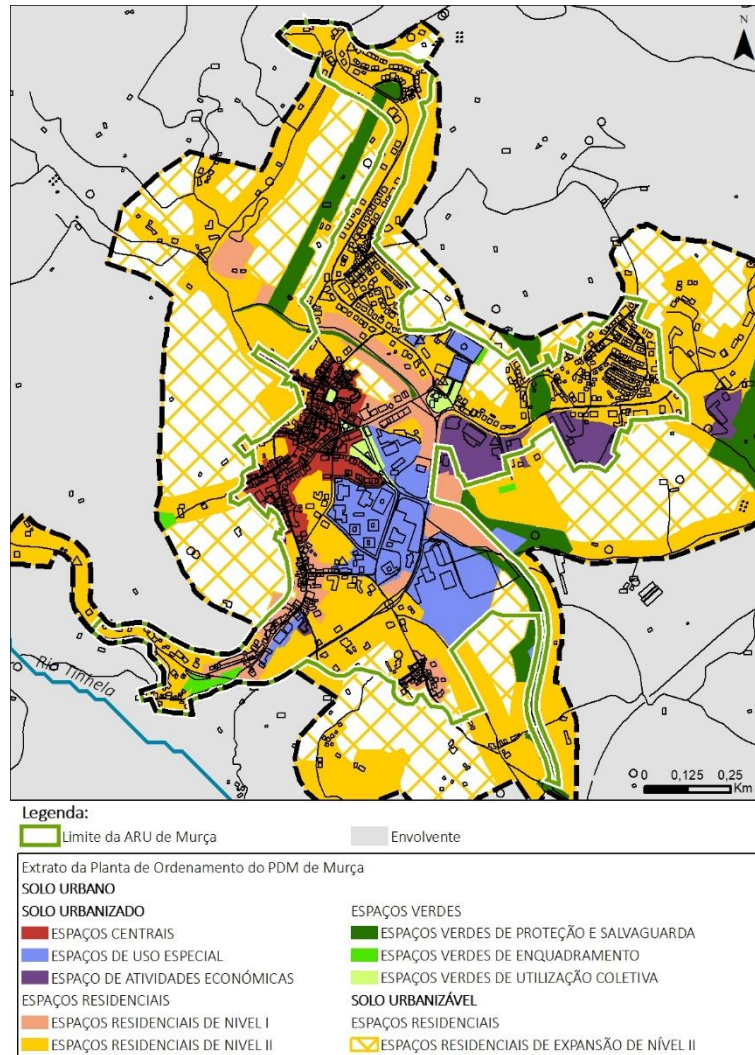 N
Rio Tinhela
0 0,125 0,25
Km
Legenda:
Limite da ARU de Murça
Envolvente
Extrato da Planta de Ordenamento do PDM de Murça
SOLO URBANO
SOLO URBANIZADO
ESPAÇOS CENTRAIS
ESPAÇOS DE USO ESPECIAL
ESPAÇO DE ATIVIDADES ECONÓMICAS
ESPAÇOS RESIDENCIAIS
ESPAÇOS RESIDENCIAIS DE NIVEL I
ESPAÇOS RESIDENCIAIS DE NIVEL II
ESPAÇOS VERDES
ESPAÇOS VERDES DE PROTEÇÃO E SALVAGUARDA
ESPAÇOS VERDES DE ENQUADRAMENTO
ESPAÇOS VERDES DE UTILIZAÇÃO COLETIVA
SOLO URBANIZÁVEL
ESPAÇOS RESIDENCIAIS
ESPAÇOS RESIDENCIAIS DE EXPANSÃO DE NÍVEL II